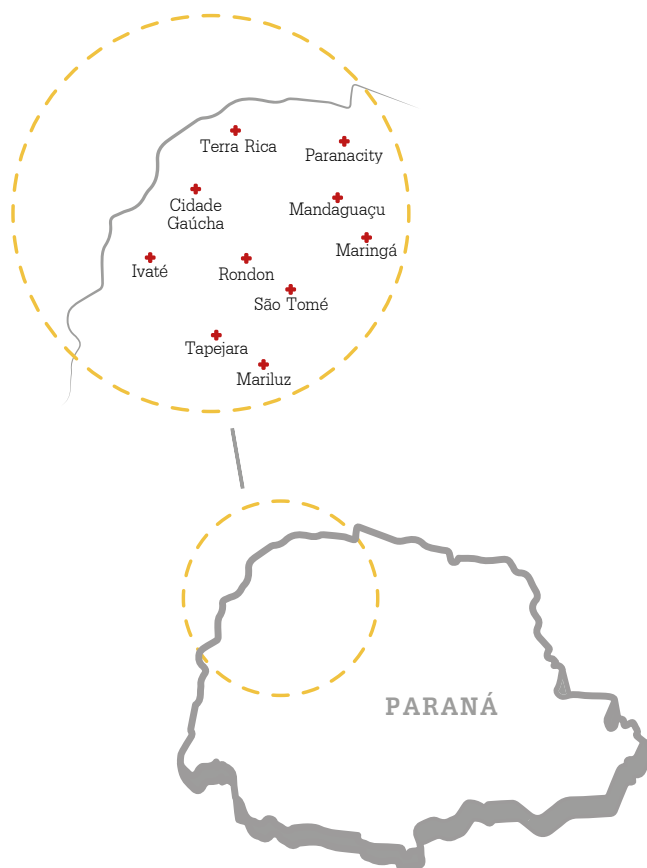 Terra Rica
Paranacity
Cidade
Gaúcha
Mandaguaçu
Maringá
Ivaté
Rondon
São Tomé
Tapejara
Mariluz
PARANÁ